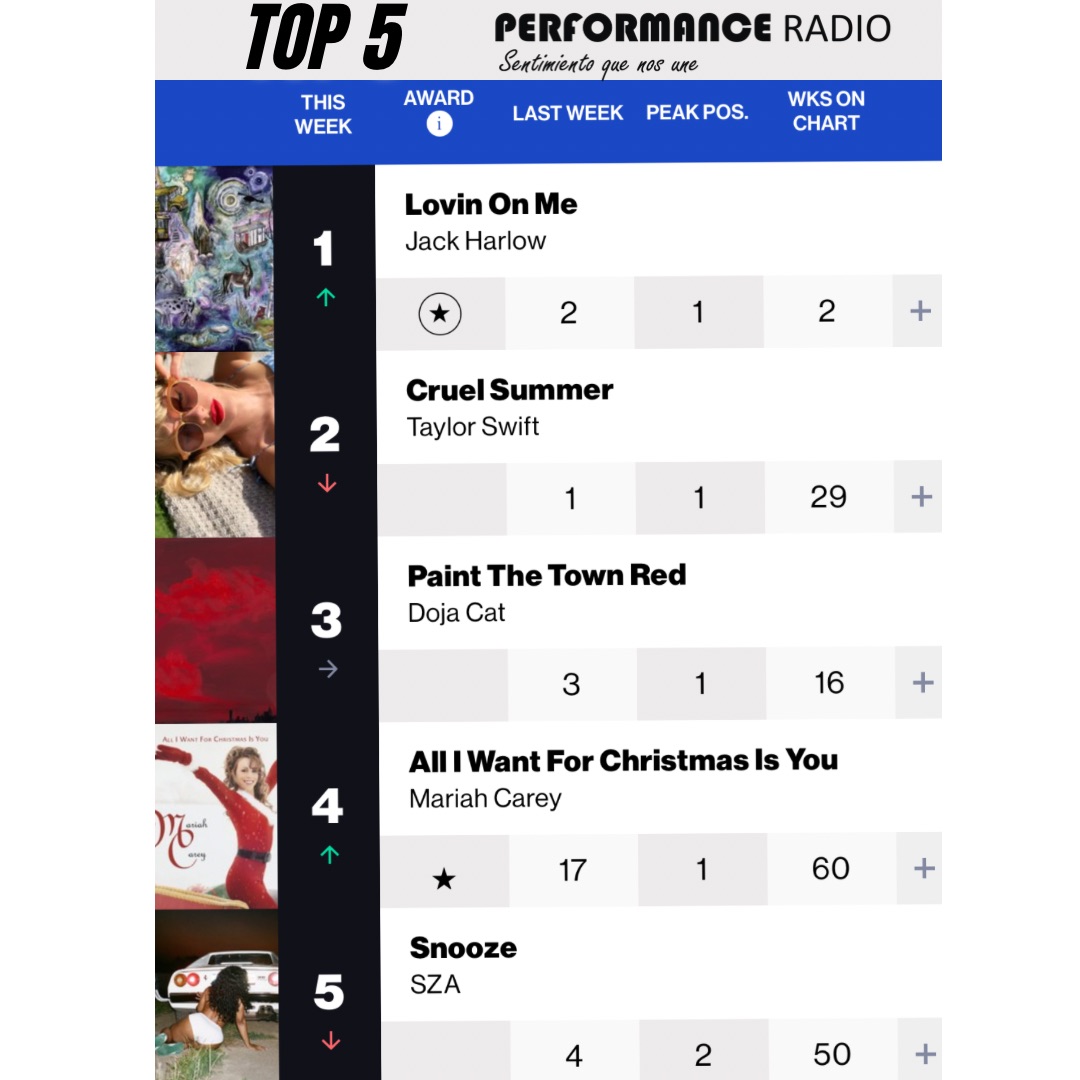 TOP 5
PERFORMANCE RADIO
Sentimiento que nos une
THIS WEEK
AWARD
i
LAST WEEK
PEAK POS.
WKS ON CHART
1
Lovin On Me
Jack Harlow
2 1 2 +
2
Cruel Summer
Taylor Swift
1 1 29 +
3
Paint The Town Red
Doja Cat
3 1 16 +
ALL I WANT FOR CHRISTMAS IS YOU
Mariah
Carey
4
All I Want For Christmas Is You
Mariah Carey
17 1 60 +
5
Snooze
SZA
4 2 50 +